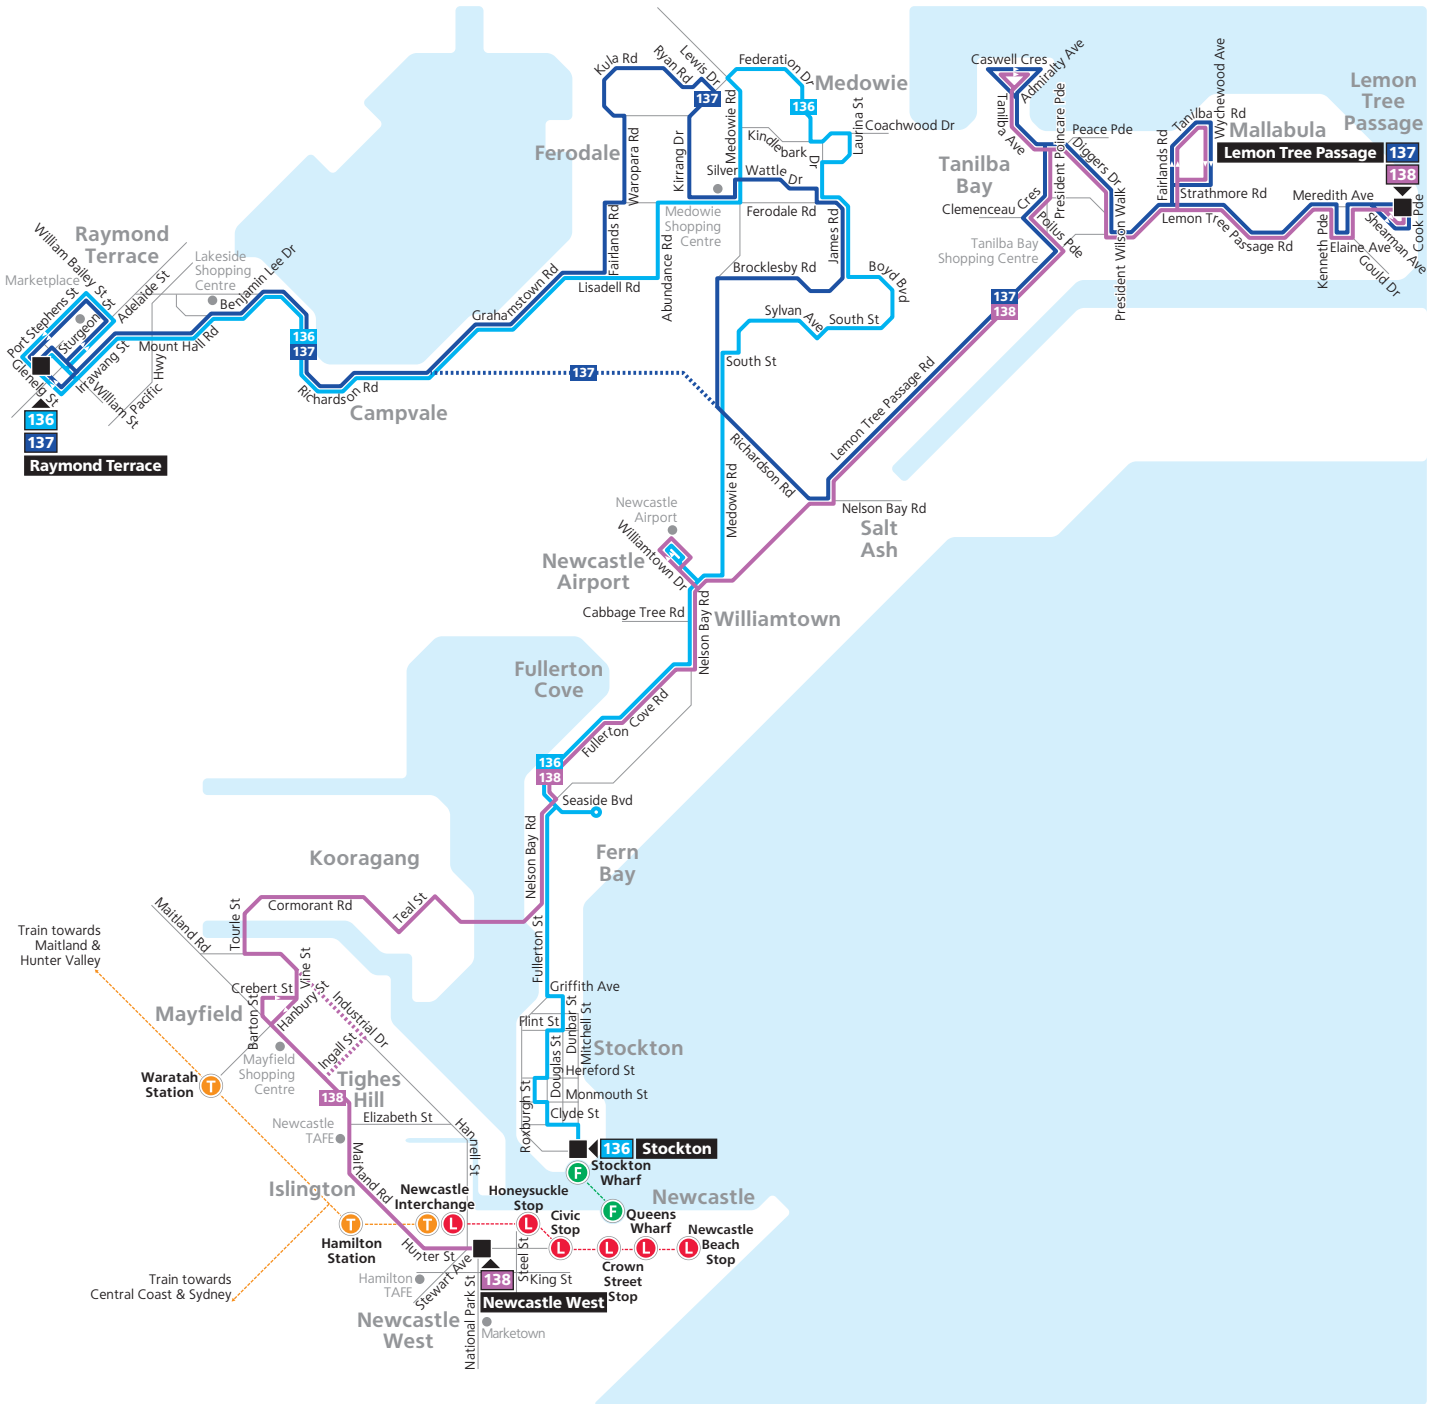 Kula Rd
Ryan Rd
Lewis Dr
Federation Dr
Medowie
136
137
Medowie Rd
Laurina St
Coachwood Dr
Kindlebark Dr
Ferodale
Waropara Rd
Kirrang Dr
Silver
Wattle Dr
Ferodale Rd
Medowie
Shopping
Centre
Fairlands Rd
Abundance Rd
Lisadell Rd
James Rd
Brocklesby Rd
Boyd Bvd
Sylvan Ave
South St
South St
Grahamstown Rd
Caswell Cres
Admiralty Ave
Tanilba Ave
President Poincare Pde
Peace Pde
Diggers Dr
Tanilba
Bay
Clemenceau Cres
Poilus Pde
Tanilba Bay
Shopping Centre
President Wilson Walk
Fairlands Rd
Tanilba Rd
Wychewood Ave
Mallabula
Strathmore Rd
Lemon Tree Passage Rd
Lemon
Tree
Passage
Lemon Tree Passage
137
138
Meredith Ave
Kenneth Pde
Elaine Ave
Gould Dr
Shearman Ave
Cook Pde
137
138
Lemon Tree Passage Rd
Raymond
Terrace
William Bailey St
Marketplace
Port Stephens St
Sturgeon St
Adelaide St
Lakeside
Shopping
Centre
Benjamin Lee Dr
Glenelg St
Irrawang St
William St
Mount Hall Rd
Pacific Hwy
136
137
Raymond Terrace
136
137
Richardson Rd
Campvale
137
Richardson Rd
Medowie Rd
Nelson Bay Rd
Salt
Ash
Newcastle
Airport
Williamtown Dr
Newcastle
Airport
Cabbage Tree Rd
Nelson Bay Rd
Williamtown
Fullerton
Cove
Fullerton Cove Rd
136
138
Seaside Bvd
Nelson Bay Rd
Fern
Bay
Kooragang
Cormorant Rd
Teal St
Tourle St
Maitland Rd
Train towards
Maitland &
Hunter Valley
Vine St
Crebert St
Hanbury St
Barton St
Industrial Dr
Ingall St
Mayfield
Mayfield
Shopping
Centre
Waratah
Station
T
Tighes
Hill
138
Elizabeth St
Newcastle
TAFE
Hannell St
Maitland Rd
Fullerton St
Griffith Ave
Flint St
Dunbar St
Mitchell St
Stockton
Douglas St
Hereford St
Monmouth St
Clyde St
Roxburgh St
136
Stockton
Stockton
Wharf
F
Islington
Newcastle
Interchange
Honeysuckle
Stop
Newcastle
T
T
L
L
F
Queens
Wharf
Civic
Stop
L
L
L
L
Newcastle
Beach
Stop
Crown
Street
Stop
Hamilton
Station
Hunter St
Stewart Ave
Steel St
King St
138
Newcastle West
Hamilton
TAFE
Newcastle
West
National Park St
Marketown
Train towards
Central Coast & Sydney